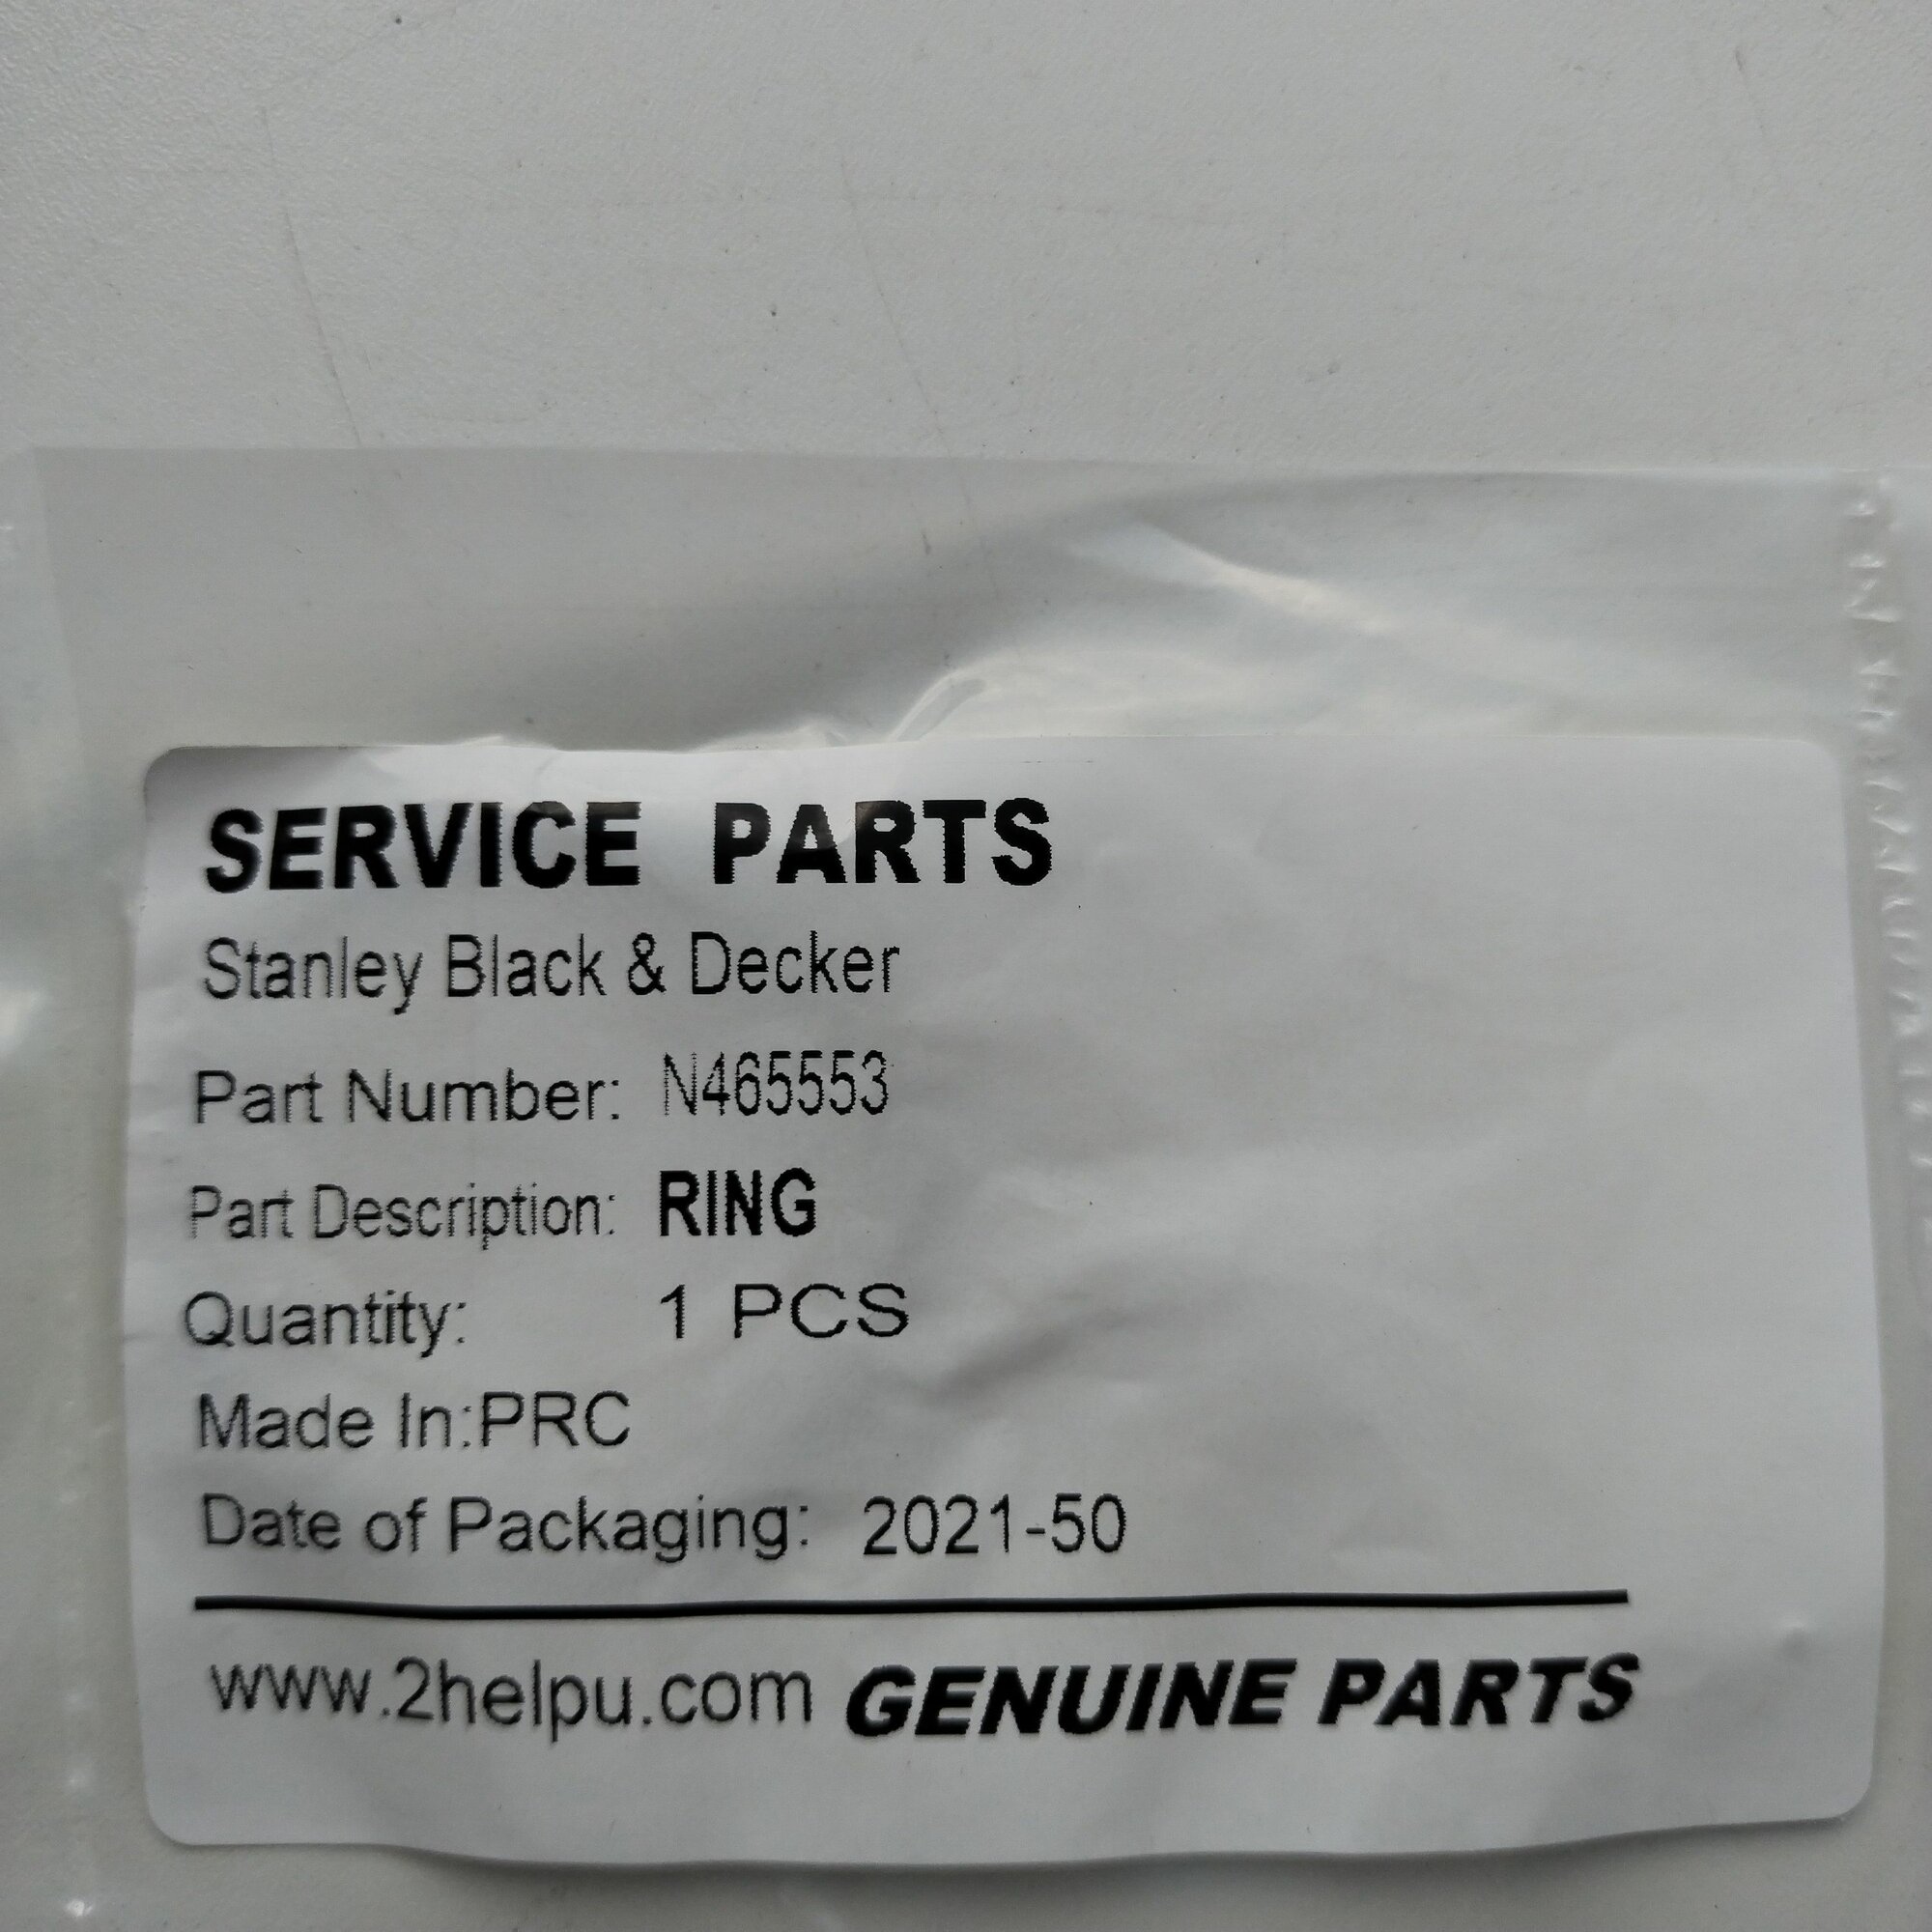 SERVICE PARTS
Stanley Black & Decker
Part Number: N465553
Part Description: RING
Quantity: 1 PCS
Made In:PRC
Date of Packaging: 2021-50
www.2helpu.com GENUINE PARTS